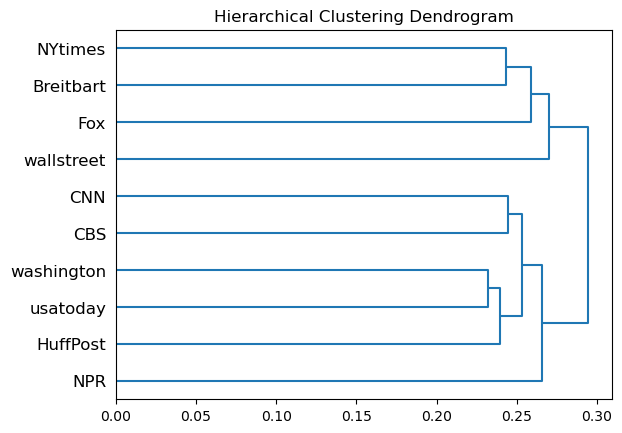 Hierarchical Clustering Dendrogram
NYtimes
Breitbart
Fox
wallstreet
CNN
CBS
washington
usatoday
HuffPost
NPR
0.00 0.05 0.10 0.15 0.20 0.25 0.30